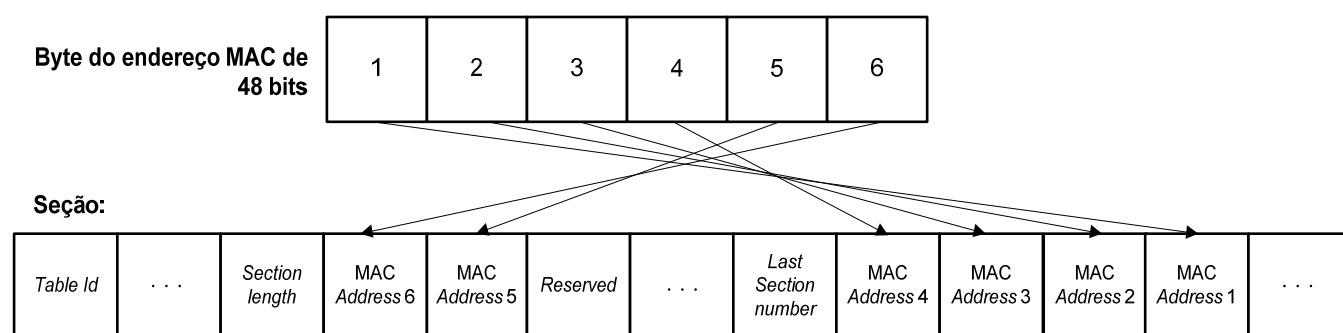 Byte do endereço MAC de
48 bits
1 2 3 4 5 6
Seção:
Table Id
. . .
Section
length
MAC
Address 6
MAC
Address 5
Reserved
. . .
Last
Section
number
MAC
Address 4
MAC
Address 3
MAC
Address 2
MAC
Address 1
. . .